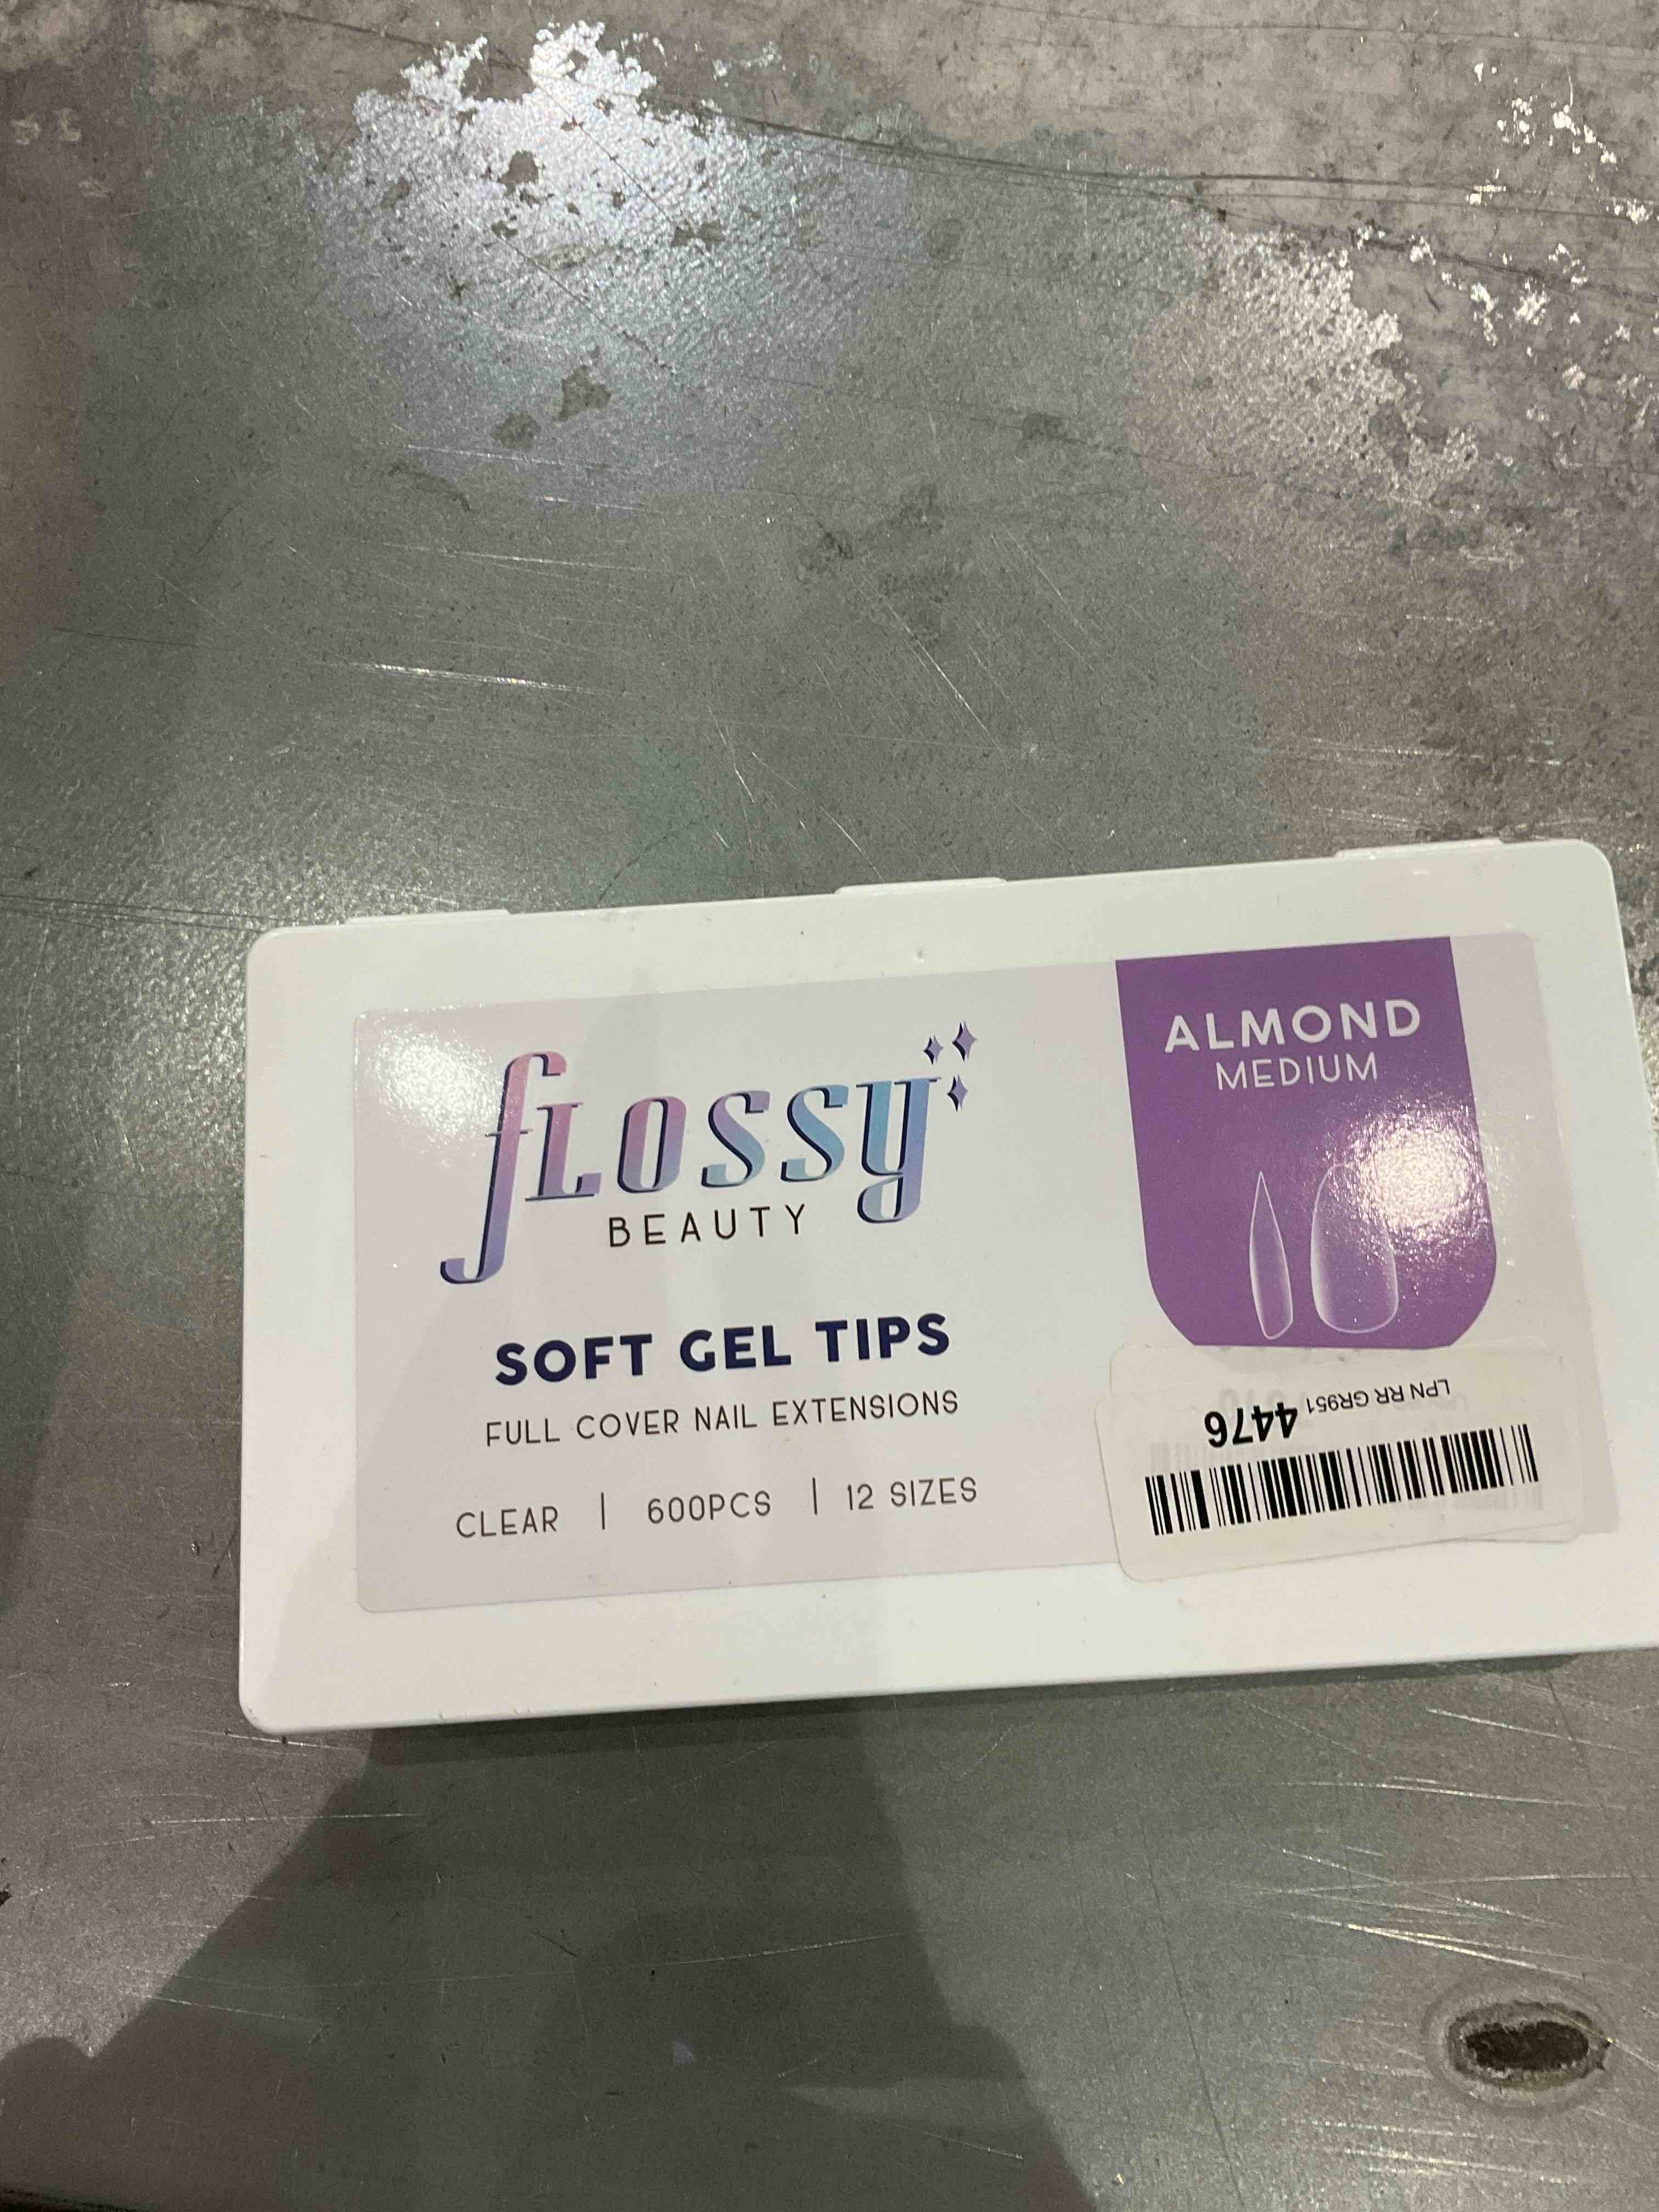 fLossy
BEAUTY
SOFT GEL TIPS
FULL COVER NAIL EXTENSIONS
CLEAR | 600PCS | 12 SIZES
ALMOND
MEDIUM
LPN RR GR951 4476